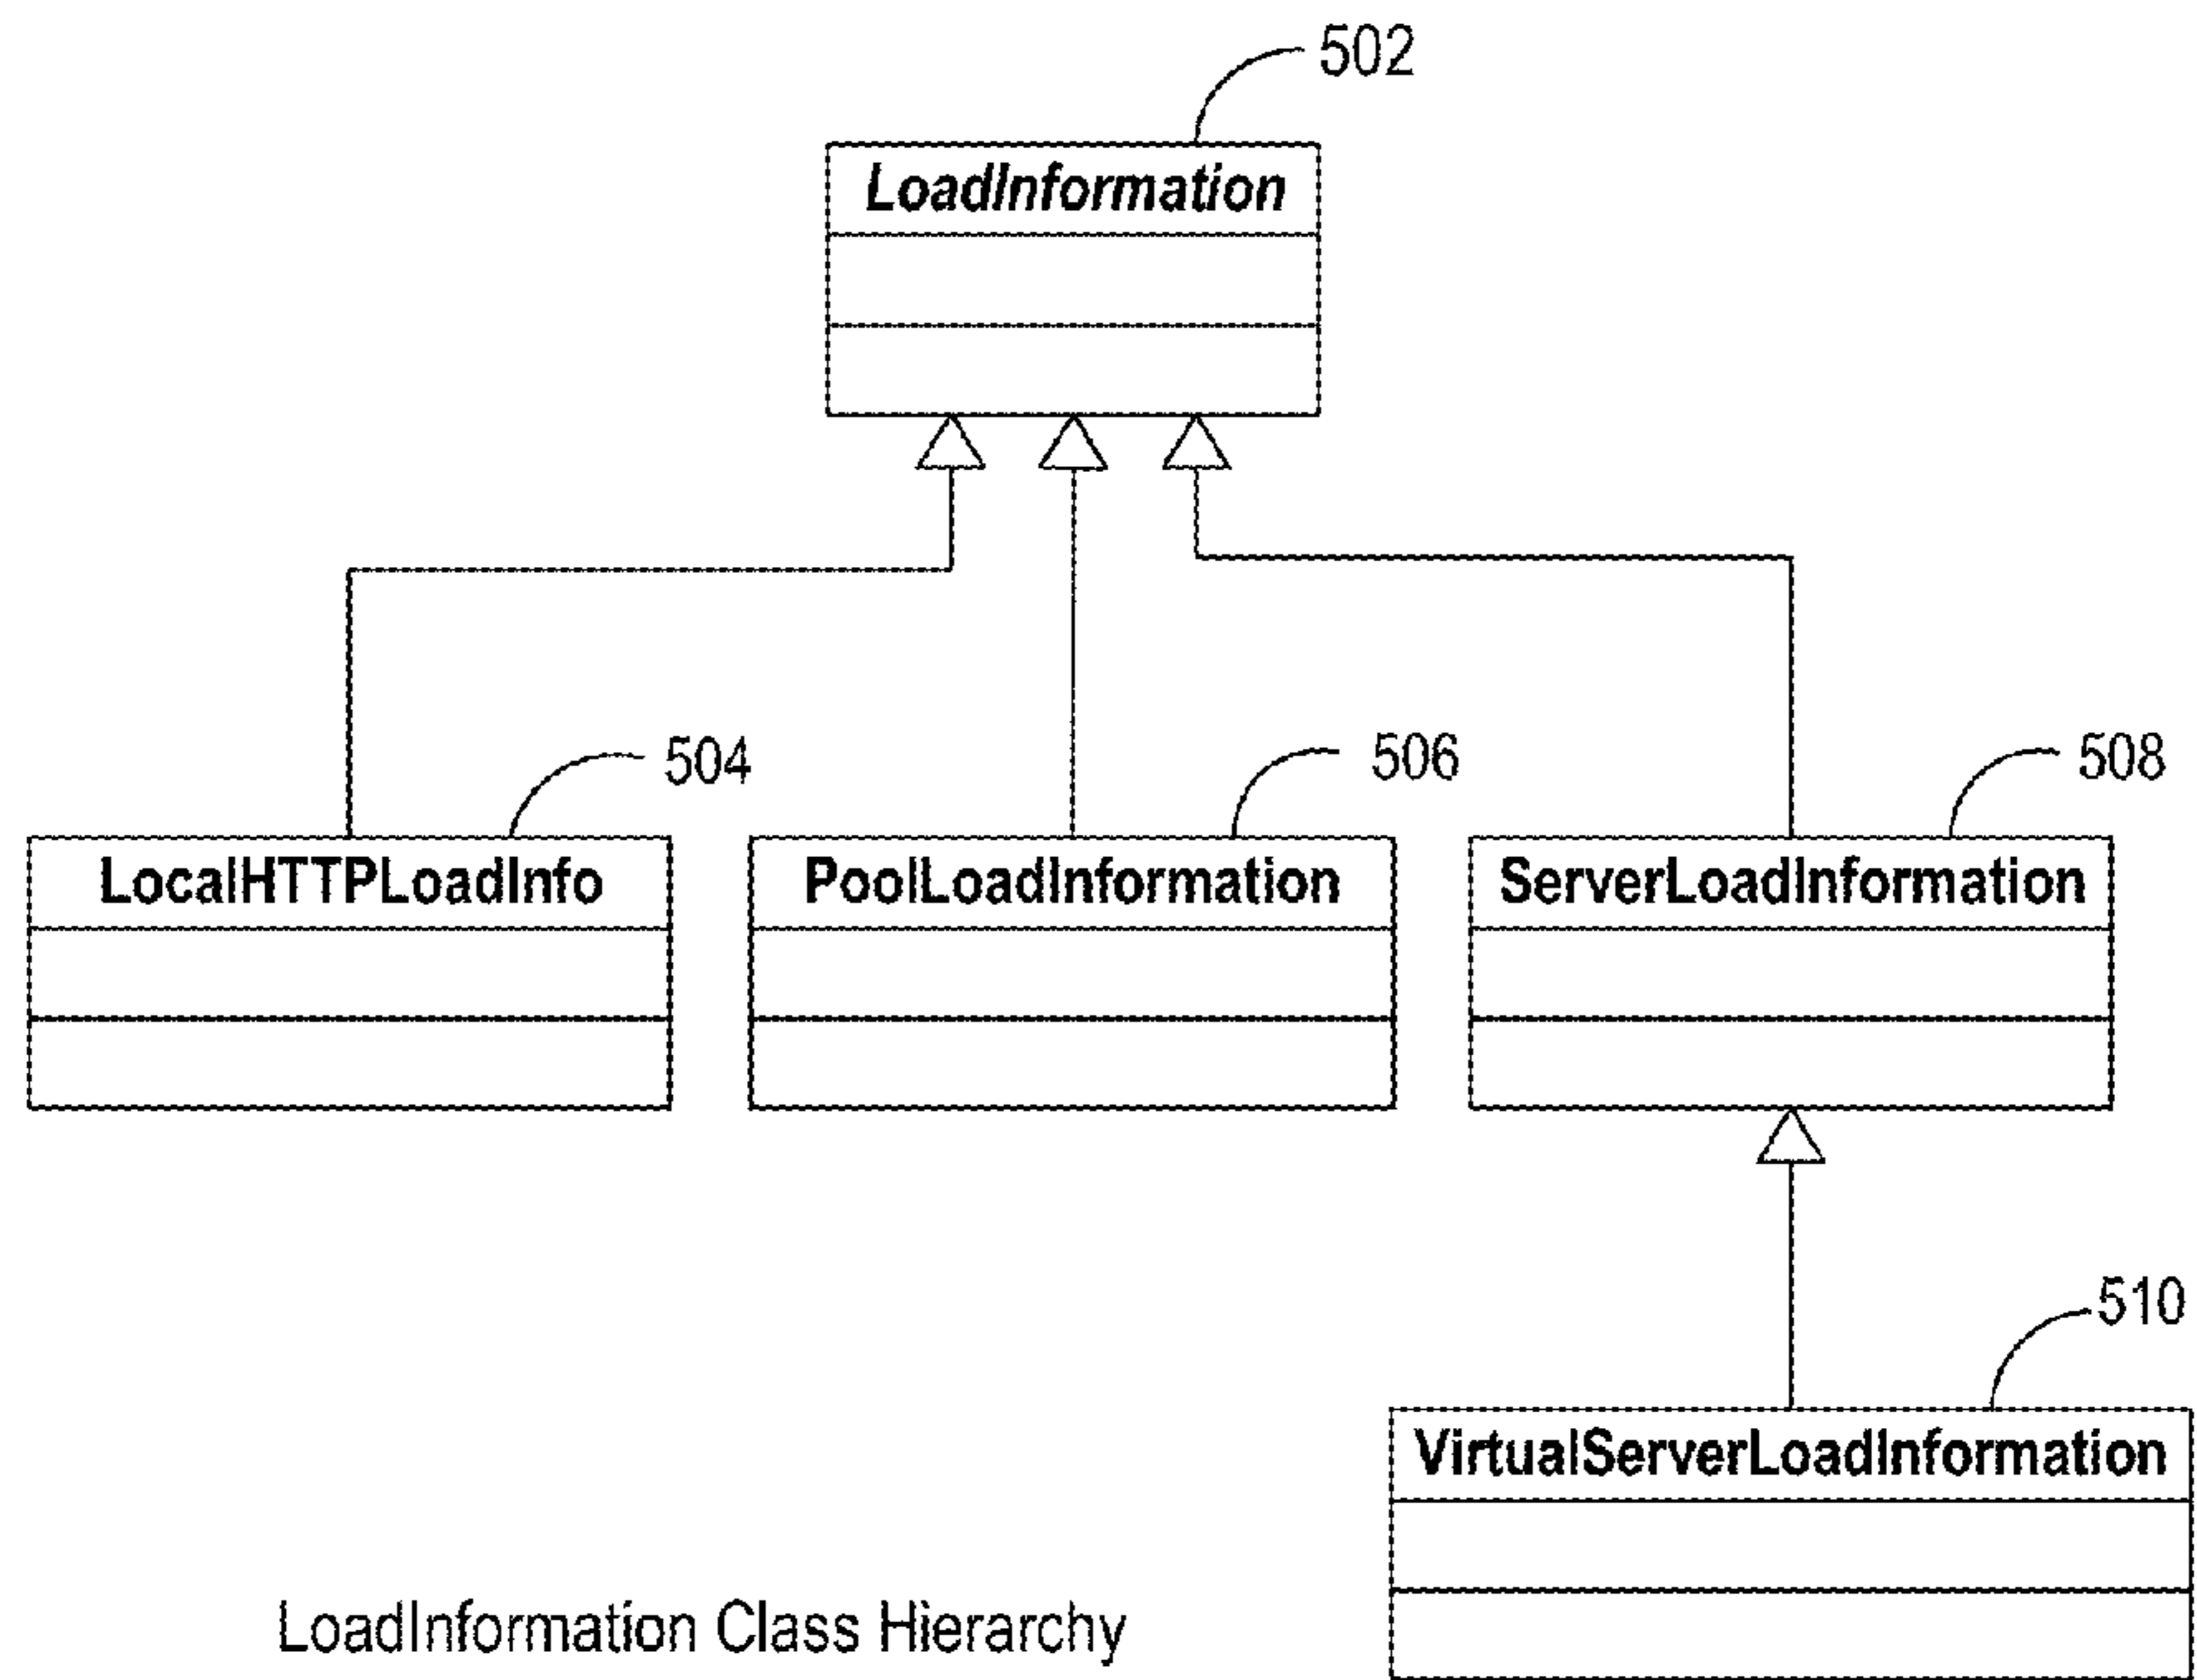 502
LoadInformation
504
506
508
LocalHTTPLoadInfo
PoolLoadInformation
ServerLoadInformation
510
VirtualServerLoadInformation
LoadInformation Class Hierarchy